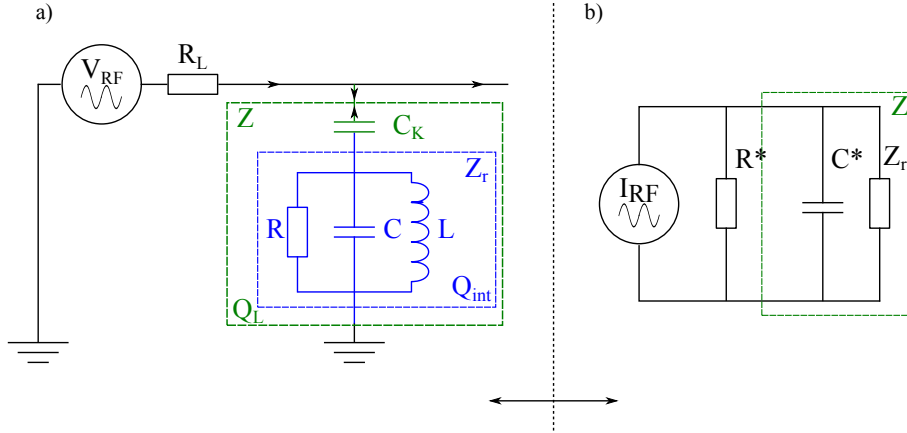 a)
V_RF
R_L
Z
C_K
Z_r
R
C
L
Q_int
Q_L
b)
Z
R*
C*
Z_r
I_RF